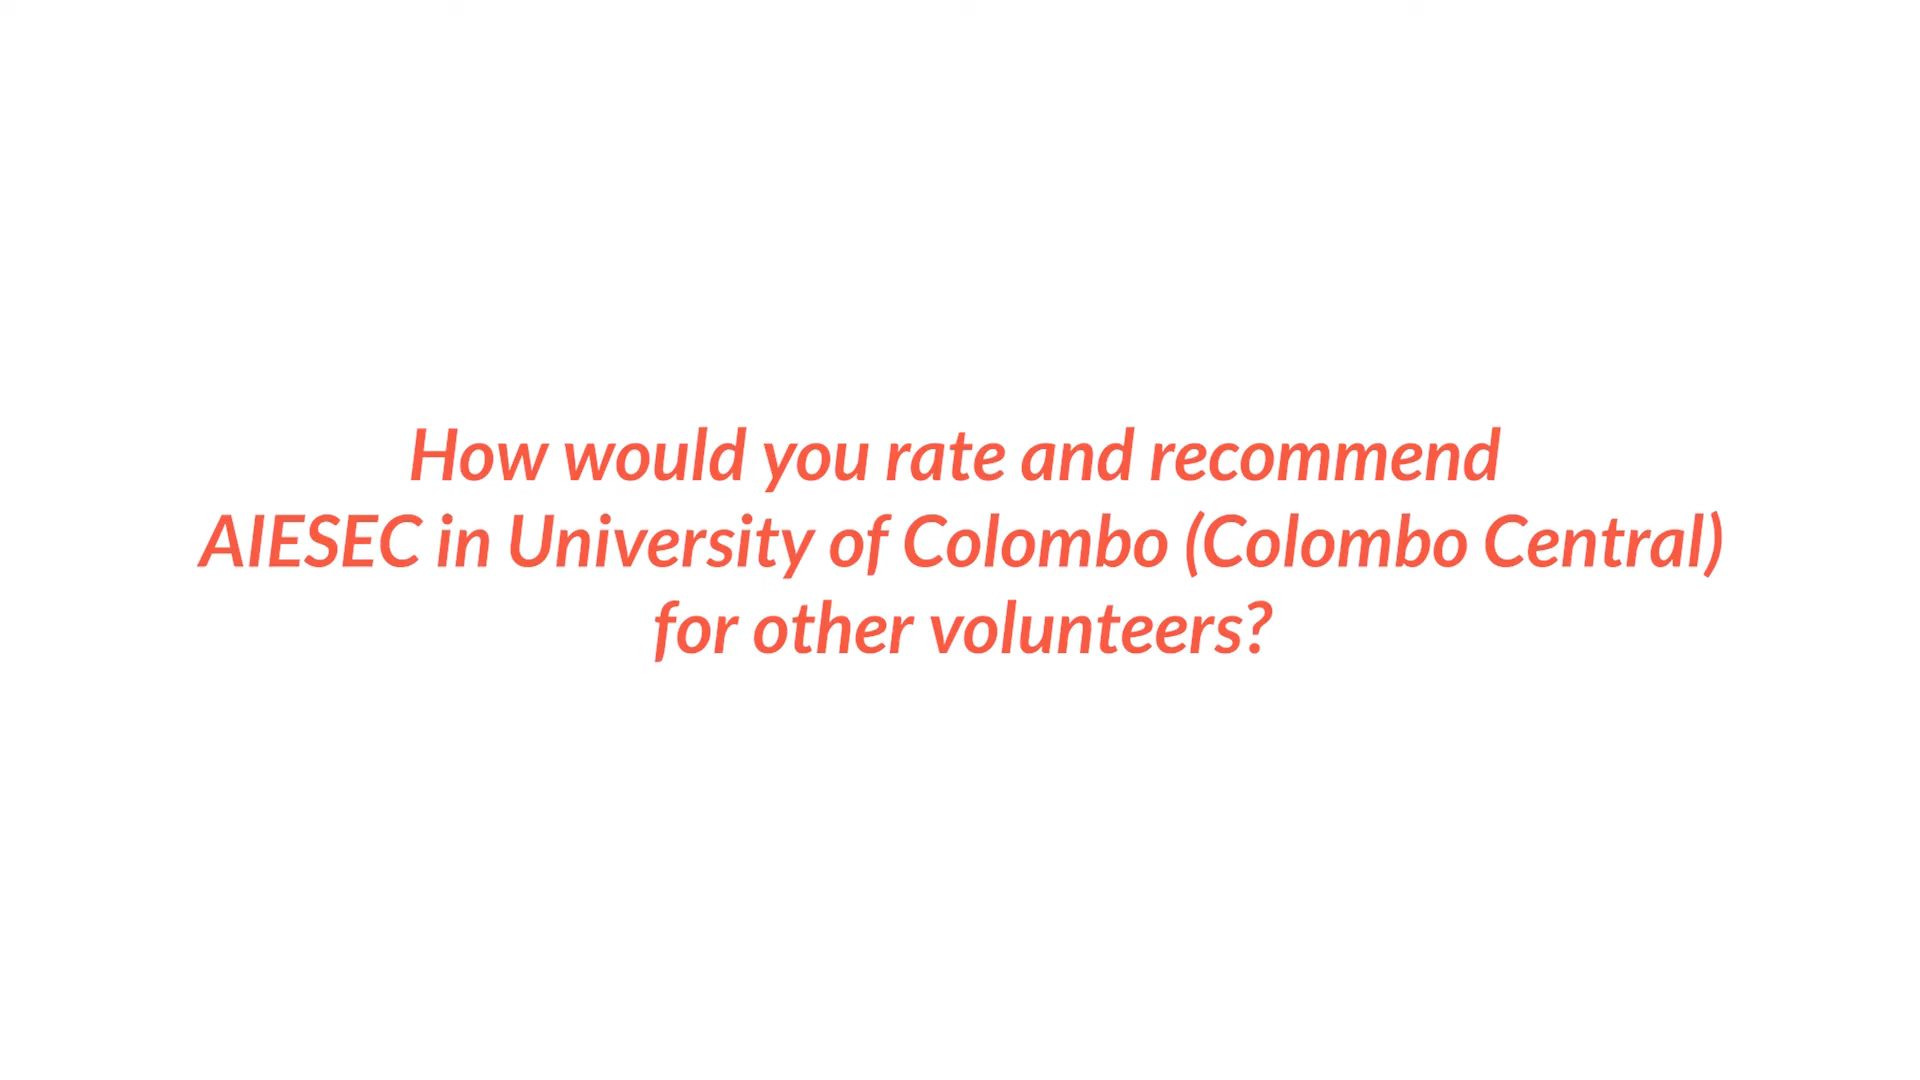 How would you rate and recommend
AIESEC in University of Colombo (Colombo Central)
for other volunteers?